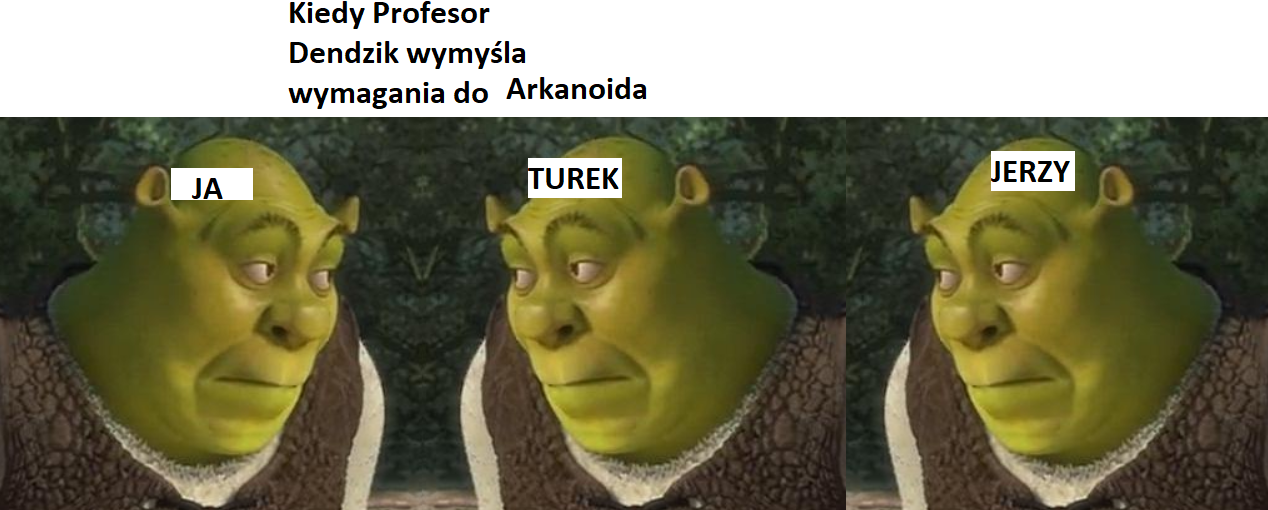 Kiedy Profesor
Dendzik wymyśla
wymagania do Arkanoida
JA
TUREK
JERZY